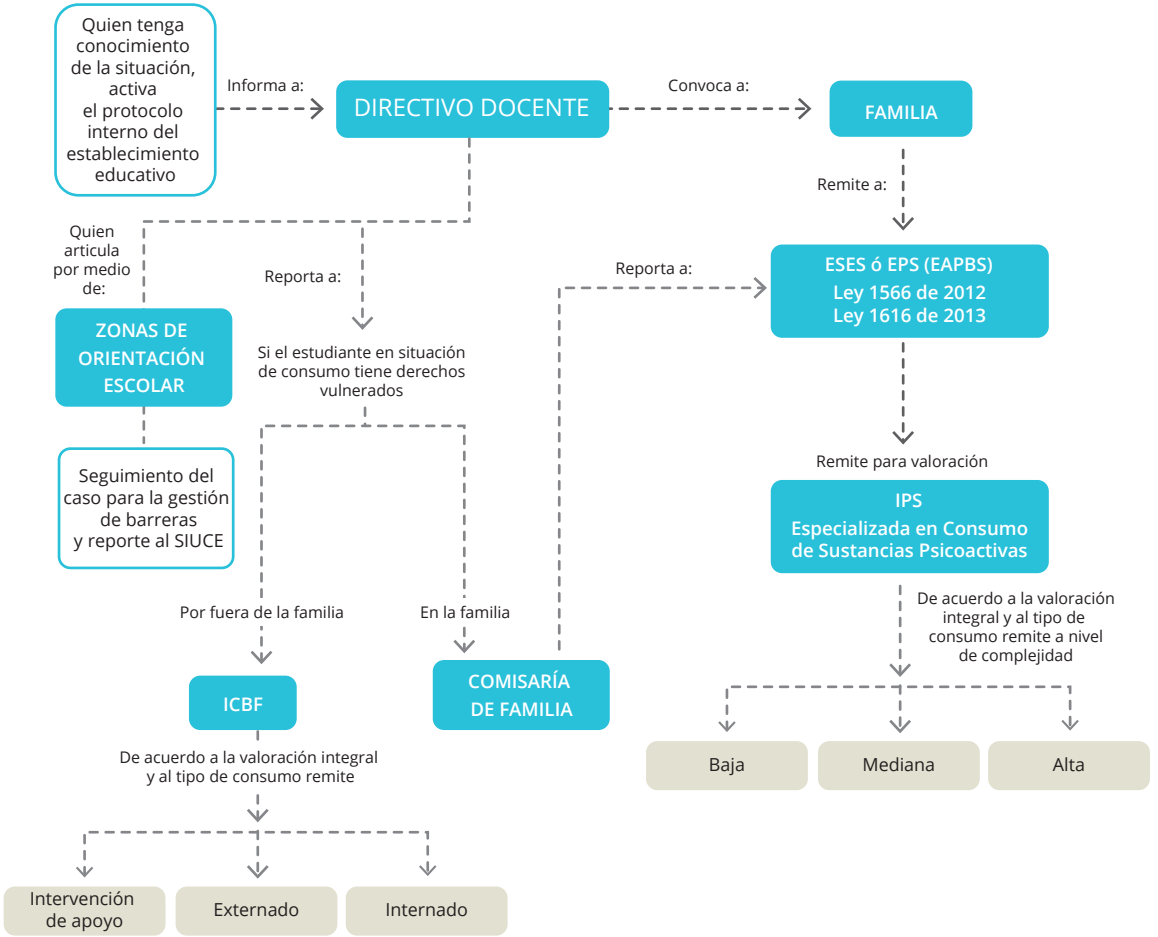 Quien tenga
conocimiento
de la situación,
activa
el protocolo
interno del
establecimiento
educativo
Informa a:
DIRECTIVO DOCENTE
Convoca a:
FAMILIA
Remite a:
Quien
articula
por medio
de:
Reporta a:
Reporta a:
ESES ó EPS (EAPBS)
Ley 1566 de 2012
Ley 1616 de 2013
ZONAS DE
ORIENTACIÓN
ESCOLAR
Si el estudiante en situación
de consumo tiene derechos
vulnerados
Seguimiento del
caso para la gestión
de barreras
y reporte al SIUCE
Remite para valoración
IPS
Especializada en Consumo
de Sustancias Psicoactivas
Por fuera de la familia
En la familia
De acuerdo a la valoración
integral y al tipo de
consumo remite a nivel
de complejidad
ICBF
COMISARÍA
DE FAMILIA
De acuerdo a la valoración integral
y al tipo de consumo remite
Baja
Mediana
Alta
Intervención
de apoyo
Externado
Internado